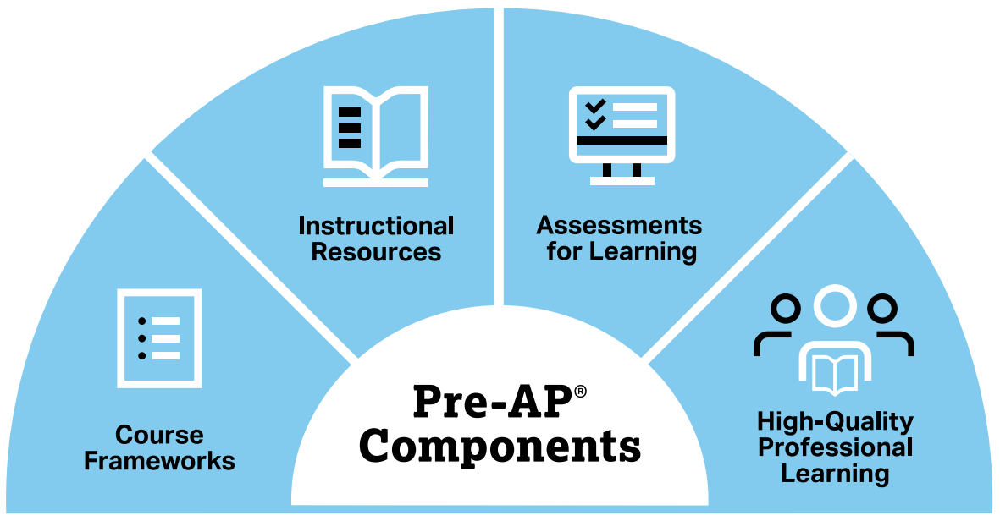 Instructional
Resources
Assessments
for Learning
Course
Frameworks
Pre-AP®
Components
High-Quality
Professional
Learning